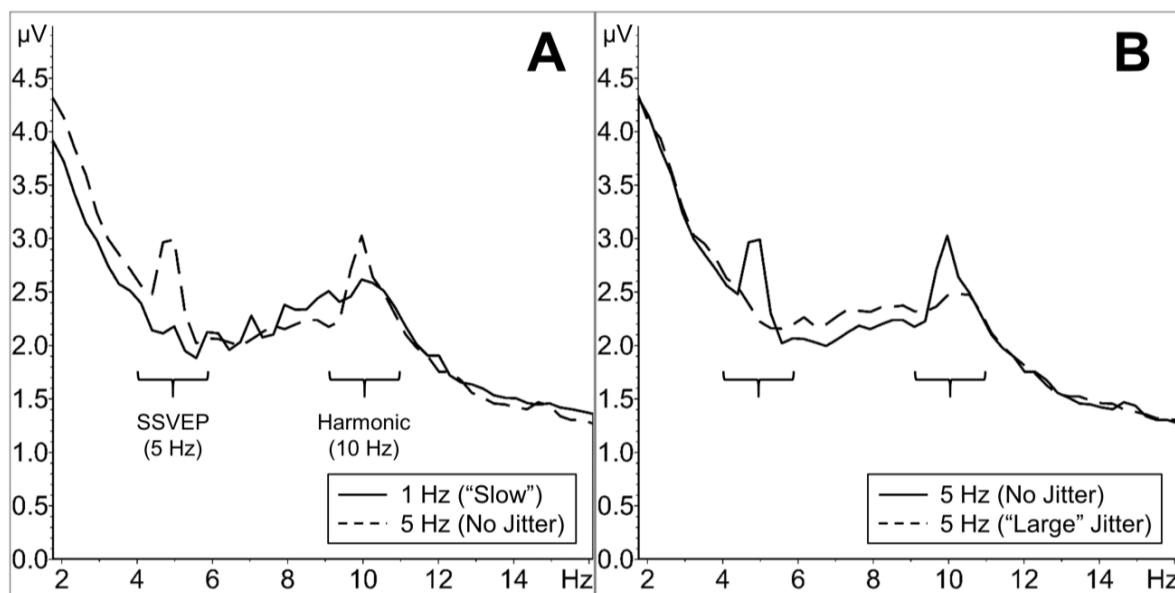 µV
A
4.5
4.0
3.5
3.0
2.5
2.0
1.5
1.0
0.5
0.0
SSVEP
(5 Hz)
Harmonic
(10 Hz)
1 Hz (“Slow”)
5 Hz (No Jitter)
2 4 6 8 10 12 14 Hz
µV
B
4.5
4.0
3.5
3.0
2.5
2.0
1.5
1.0
0.5
0.0
5 Hz (No Jitter)
5 Hz (“Large” Jitter)
2 4 6 8 10 12 14 Hz